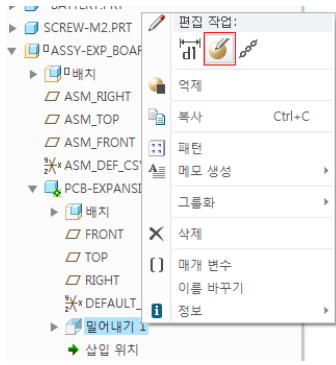 BATTERY.PRT
SCREW-M2.PRT
ASSY-EXP_BOAR
배치
ASM_RIGHT
ASM_TOP
ASM_FRONT
ASM_DEF_CSY
PCB-EXPANSI
배치
FRONT
TOP
RIGHT
DEFAULT_
밀어내기 1
삽입 위치
편집 작업:
억제
복사 Ctrl+C
패턴
메모 생성
그룹화
삭제
매개 변수
이름 바꾸기
정보